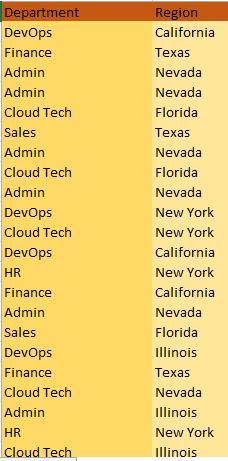 Department Region
DevOps California
Finance Texas
Admin Nevada
Admin Nevada
Cloud Tech Florida
Sales Texas
Admin Nevada
Cloud Tech Florida
Admin Nevada
DevOps New York
Cloud Tech New York
DevOps California
HR New York
Finance California
Admin Nevada
Sales Florida
DevOps Illinois
Finance Texas
Cloud Tech Nevada
Admin Illinois
HR New York
Cloud Tech Illinois